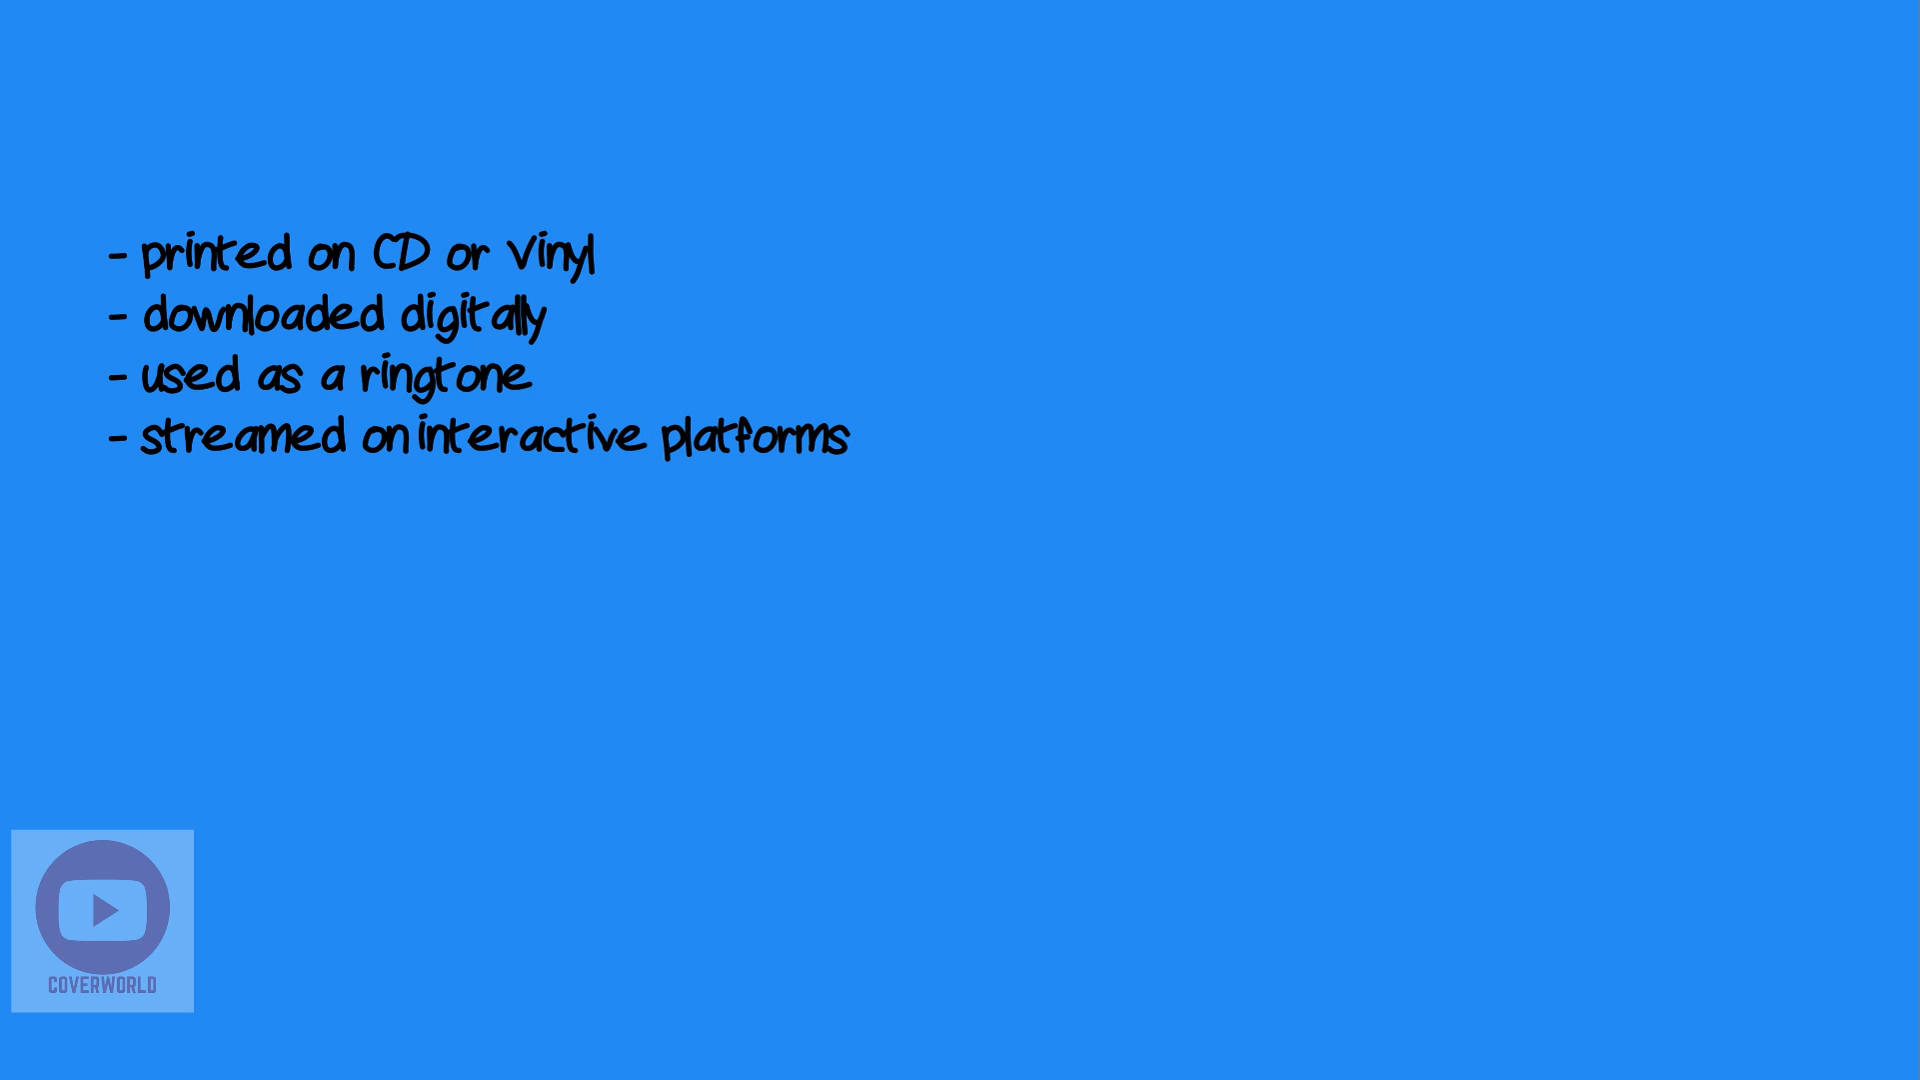 - printed on CD or Vinyl
- downloaded digitally
- used as a ringtone
- streamed on interactive platforms
COVERWORLD